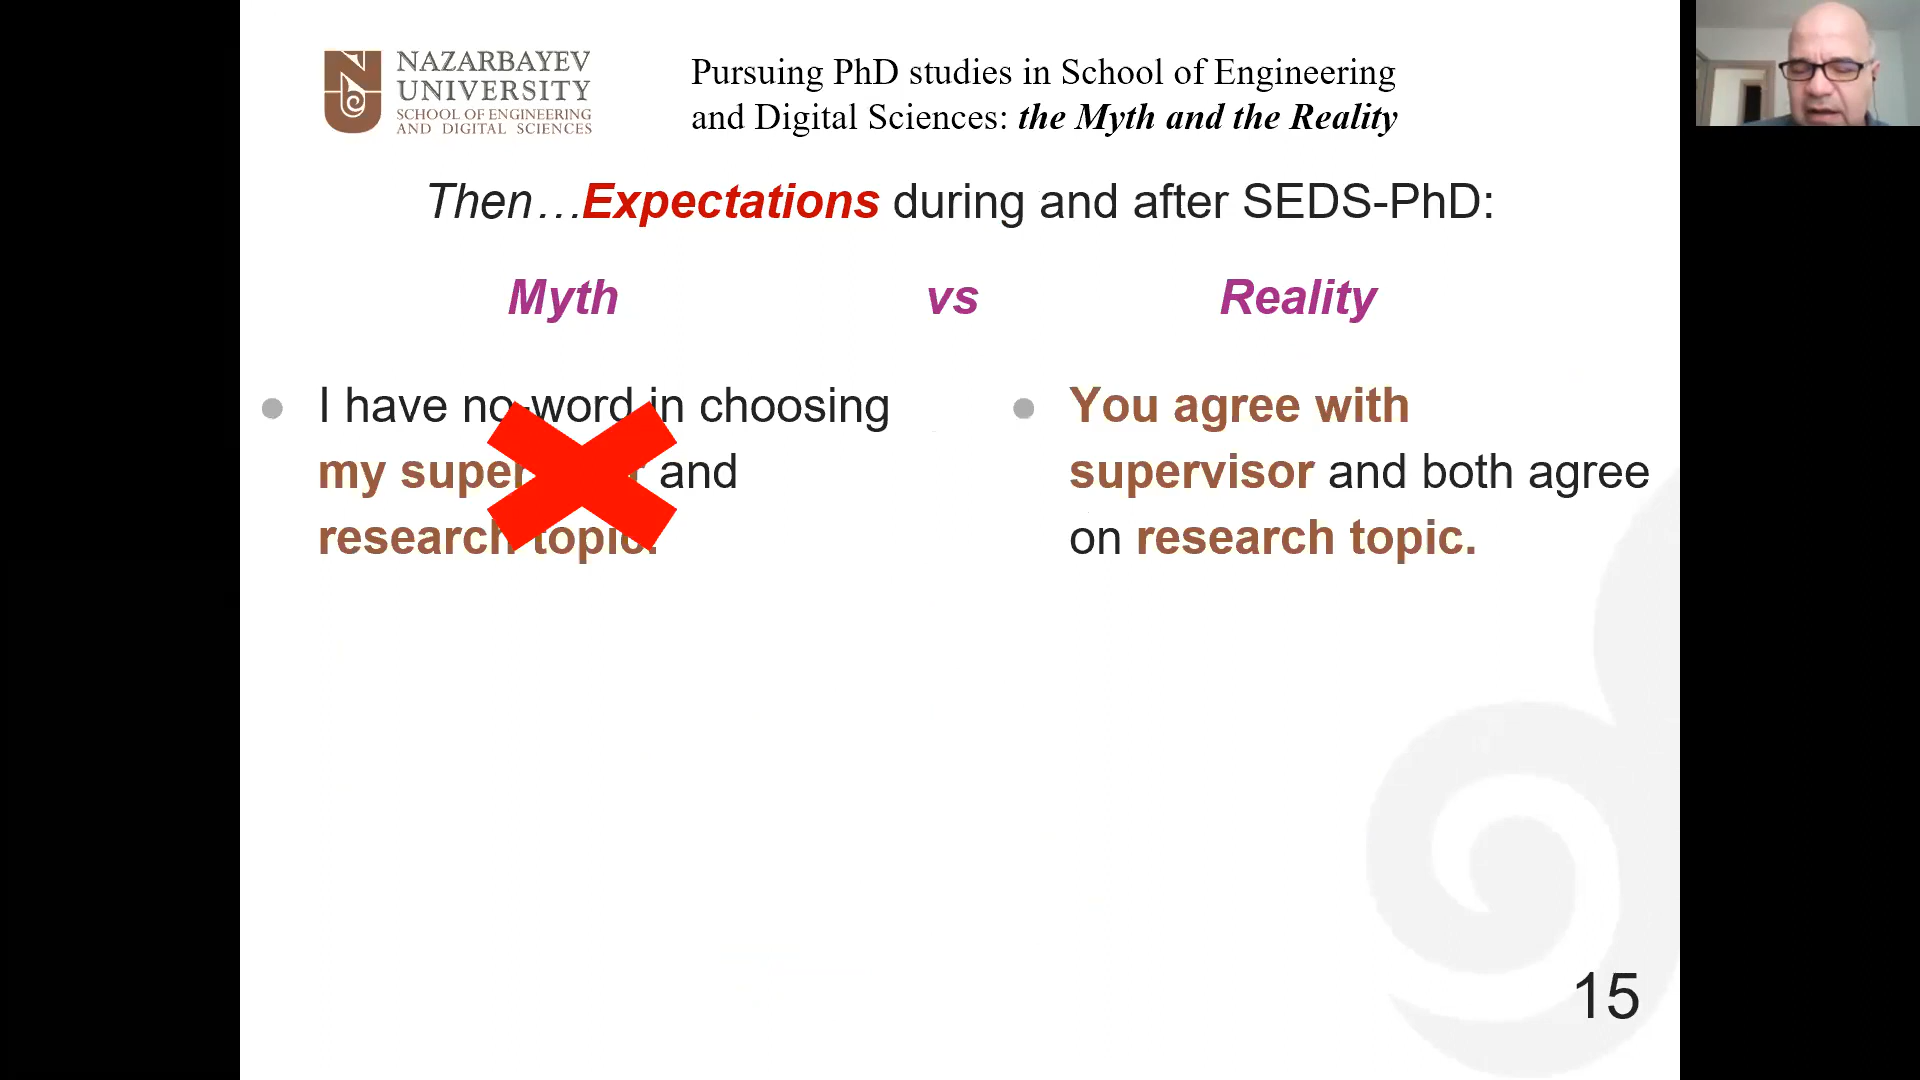 NAZARBAYEV
UNIVERSITY
SCHOOL OF ENGINEERING
AND DIGITAL SCIENCES
Pursuing PhD studies in School of Engineering
and Digital Sciences: the Myth and the Reality
Then…Expectations during and after SEDS-PhD:
Myth vs Reality
I have no-word in choosing
my and
research topic.
You agree with
supervisor and both agree
on research topic.
15